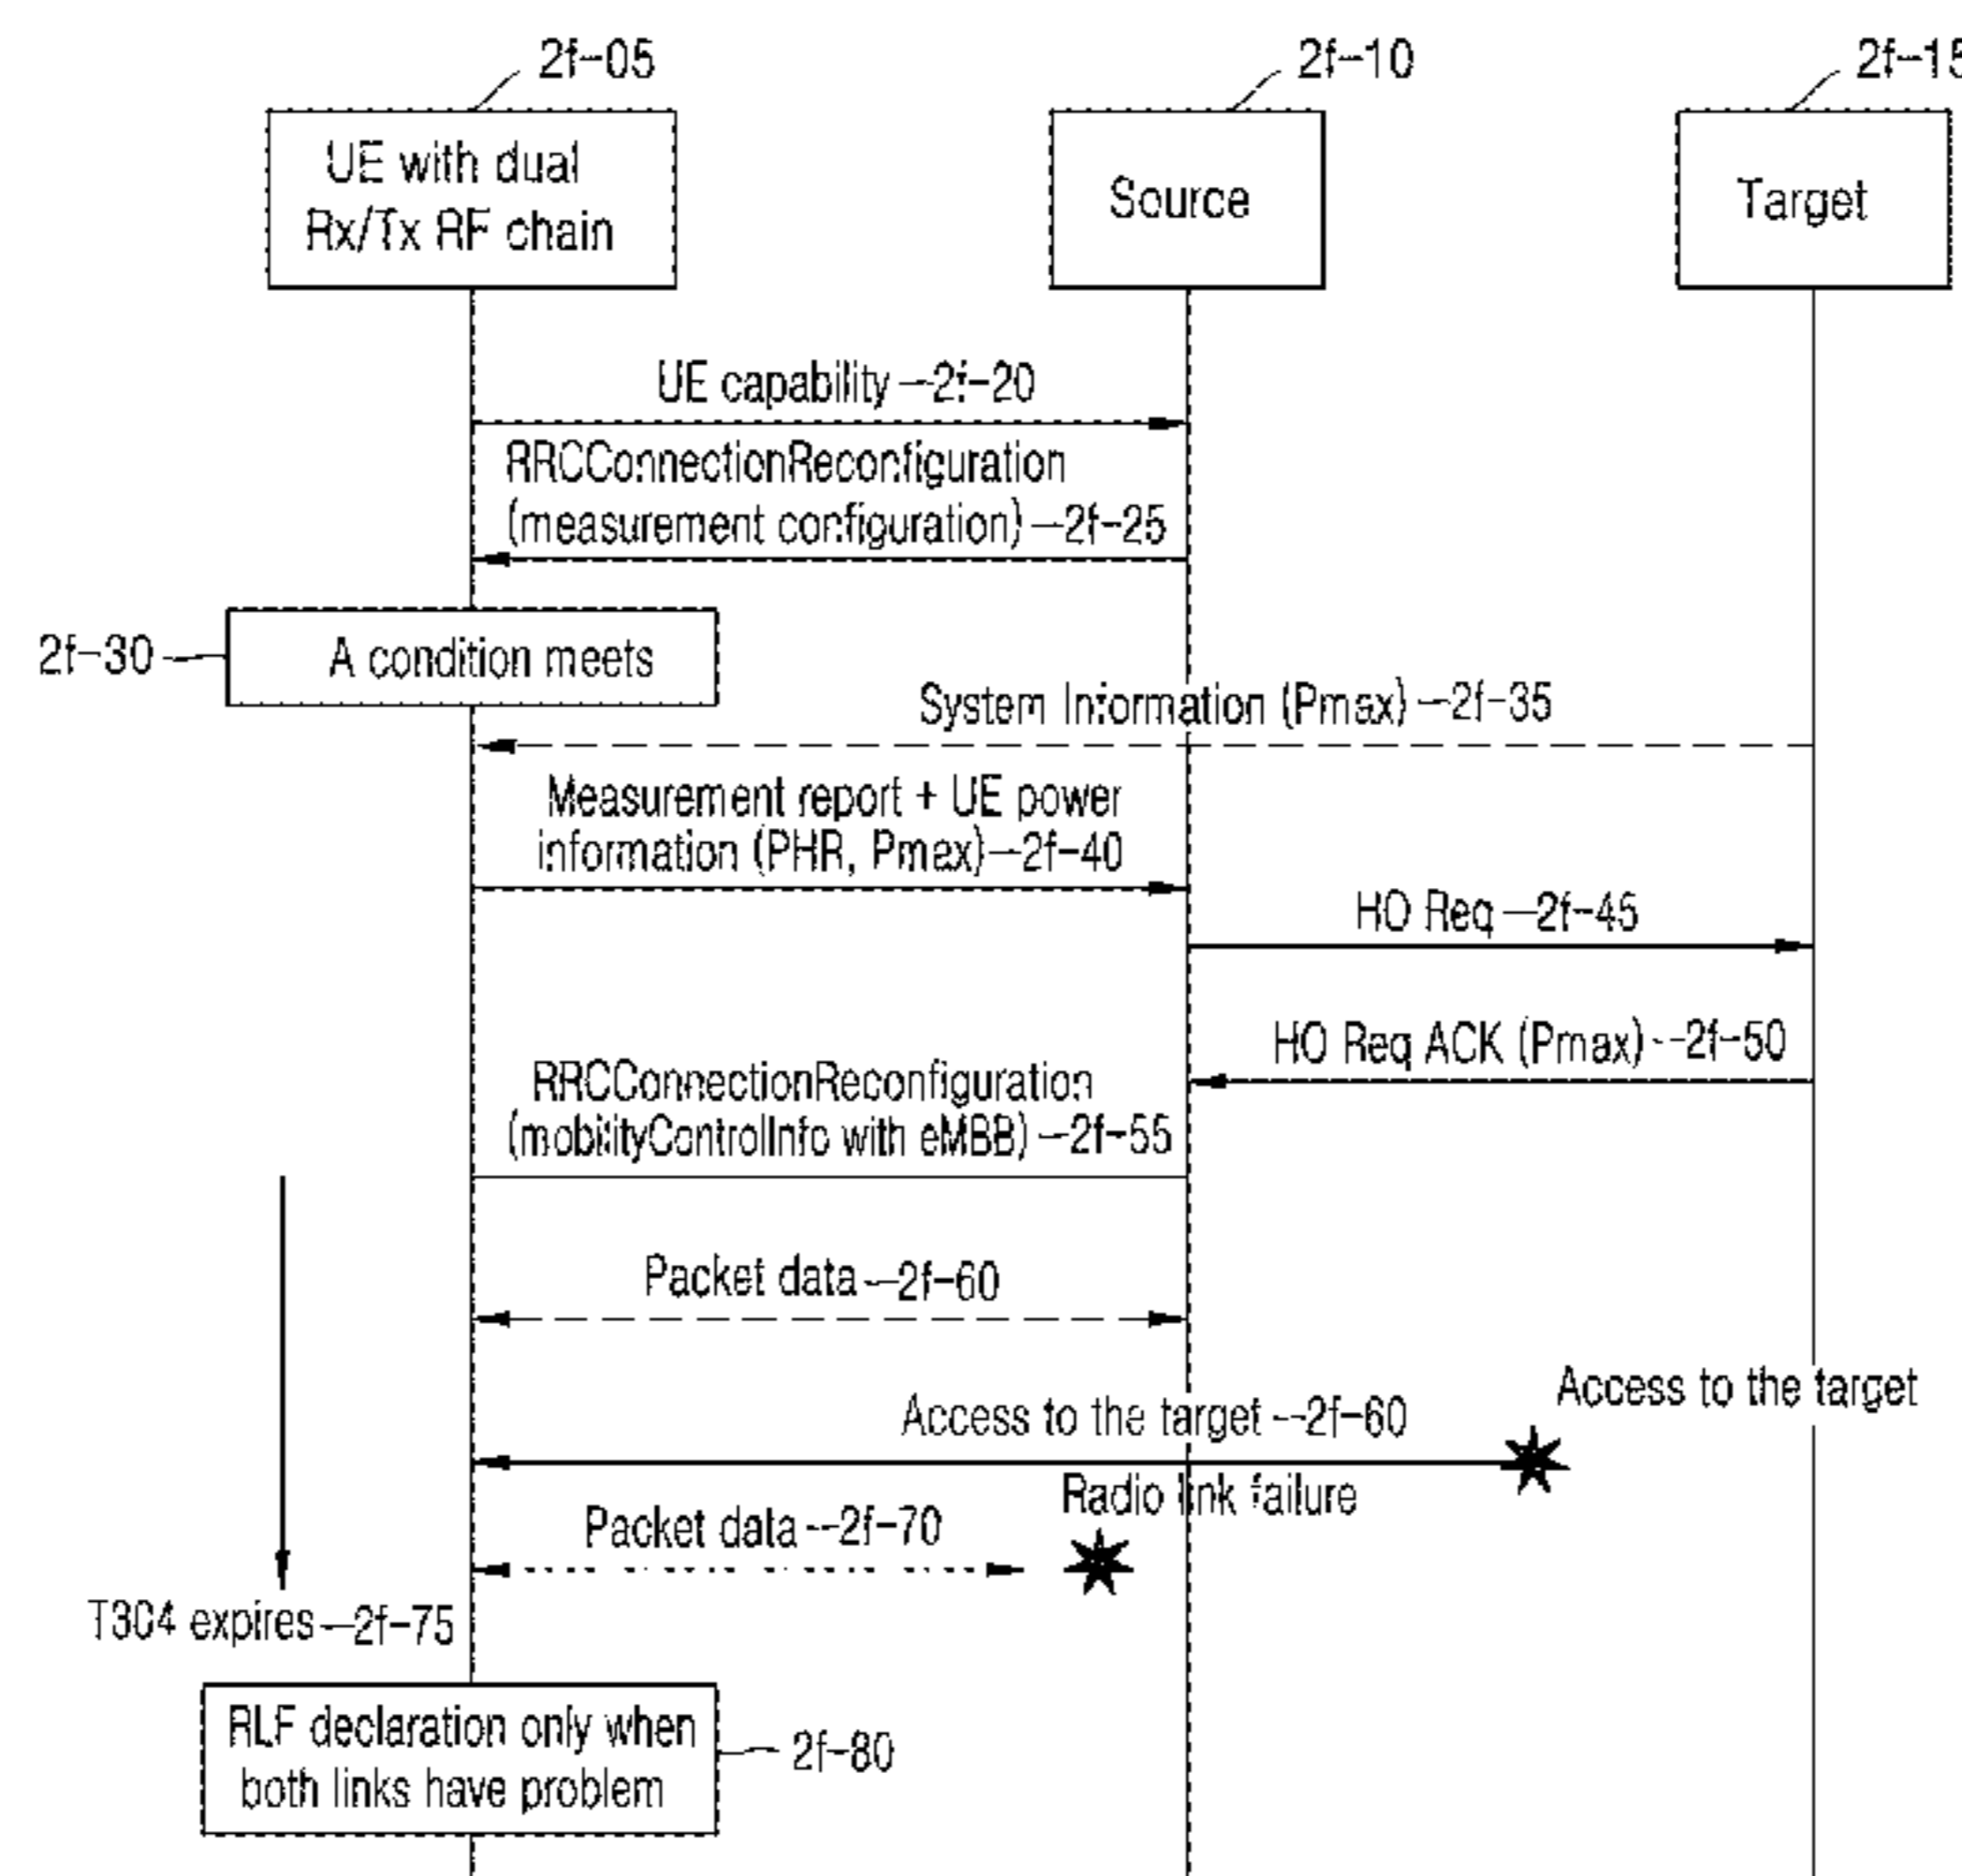 2f-05
2f-10
2f-15
UE with dual
Rx/Tx RF chain
Source
Target
UE capability 2f-20
RRCConnectionReconfiguration
(measurement configuration) 2f-25
2f-30
A condition meets
System Information (Pmax) 2f-35
Measurement report + UE power
information (PHR, Pmax) 2f-40
HO Req 2f-45
HO Req ACK (Pmax) 2f-50
RRCConnectionReconfiguration
(mobilityControlInfo with eMBB) 2f-55
Packet data 2f-60
Access to the target
Access to the target 2f-60
Radio link failure
Packet data 2f-70
T304 expires 2f-75
RLF declaration only when
both links have problem
2f-80